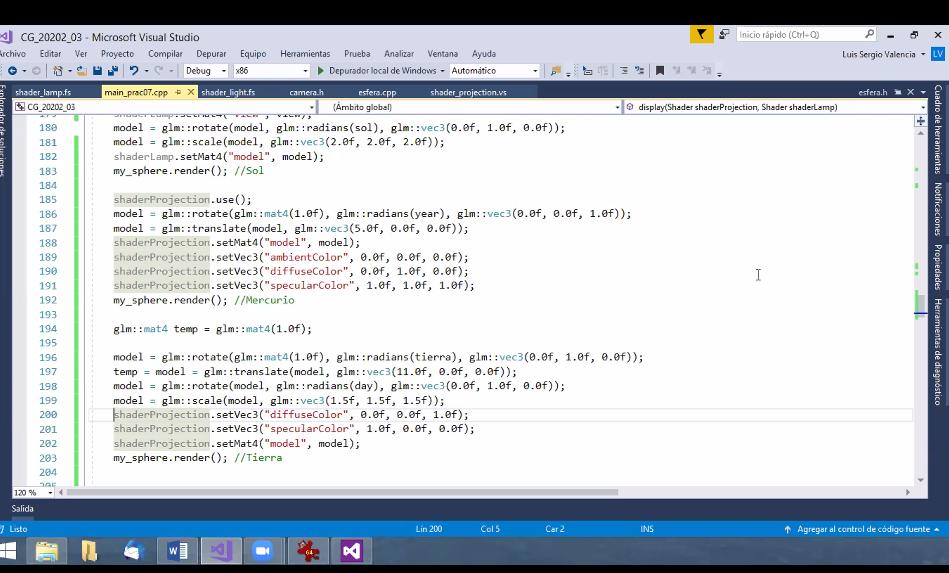 CG_20202_03 - Microsoft Visual Studio
Inicio rápido (Ctrl+Q)
Archivo Editar Ver Proyecto Compilar Depurar Equipo Herramientas Prueba Analizar Ventana Ayuda
Luis Sergio Valencia LV
Debug x86 Depurador local de Windows Automático
shader_lamp.fs main_prac07.cpp shader_light.fs camera.h esfera.cpp shader_projection.vs esfera.h
CG_20202_03 (Ámbito global) display(Shader shaderProjection, Shader shaderLamp)
179 shaderLamp.setMat4("view", view);
180 model = glm::rotate(model, glm::radians(sol), glm::vec3(0.0f, 1.0f, 0.0f));
181 model = glm::scale(model, glm::vec3(2.0f, 2.0f, 2.0f));
182 shaderLamp.setMat4("model", model);
183 my_sphere.render(); //Sol
184
185 shaderProjection.use();
186 model = glm::rotate(glm::mat4(1.0f), glm::radians(year), glm::vec3(0.0f, 0.0f, 1.0f));
187 model = glm::translate(model, glm::vec3(5.0f, 0.0f, 0.0f));
188 shaderProjection.setMat4("model", model);
189 shaderProjection.setVec3("ambientColor", 0.0f, 0.0f, 0.0f);
190 shaderProjection.setVec3("diffuseColor", 0.0f, 1.0f, 0.0f);
191 shaderProjection.setVec3("specularColor", 1.0f, 1.0f, 1.0f);
192 my_sphere.render(); //Mercurio
193
194 glm::mat4 temp = glm::mat4(1.0f);
195
196 model = glm::rotate(glm::mat4(1.0f), glm::radians(tierra), glm::vec3(0.0f, 1.0f, 0.0f));
197 temp = model = glm::translate(model, glm::vec3(11.0f, 0.0f, 0.0f));
198 model = glm::rotate(model, glm::radians(day), glm::vec3(0.0f, 1.0f, 0.0f));
199 model = glm::scale(model, glm::vec3(1.5f, 1.5f, 1.5f));
200 shaderProjection.setVec3("diffuseColor", 0.0f, 0.0f, 1.0f);
201 shaderProjection.setVec3("specularColor", 1.0f, 0.0f, 0.0f);
202 shaderProjection.setMat4("model", model);
203 my_sphere.render(); //Tierra
204
205
120 %
Salida
Listo Lín 200 Col 5 Car 2 INS Agregar al control de código fuente
Explorador de soluciones
Cuadro de herramientas
Notificaciones
Propiedades
Herramientas de diagnóstico
64